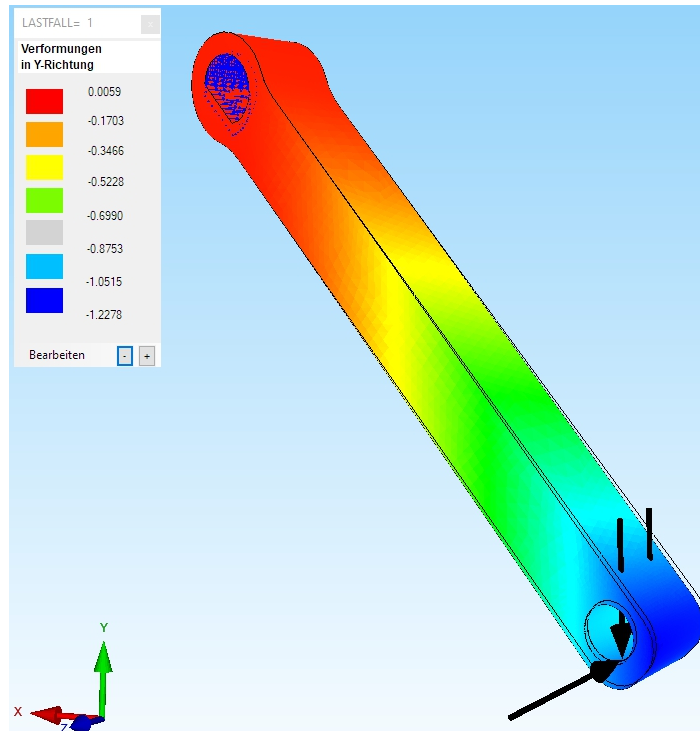 LASTFALL= 1
Verformungen
in Y-Richtung
0.0059
-0.1703
-0.3466
-0.5228
-0.6990
-0.8753
-1.0515
-1.2278
Bearbeiten - +
Y
X
Z